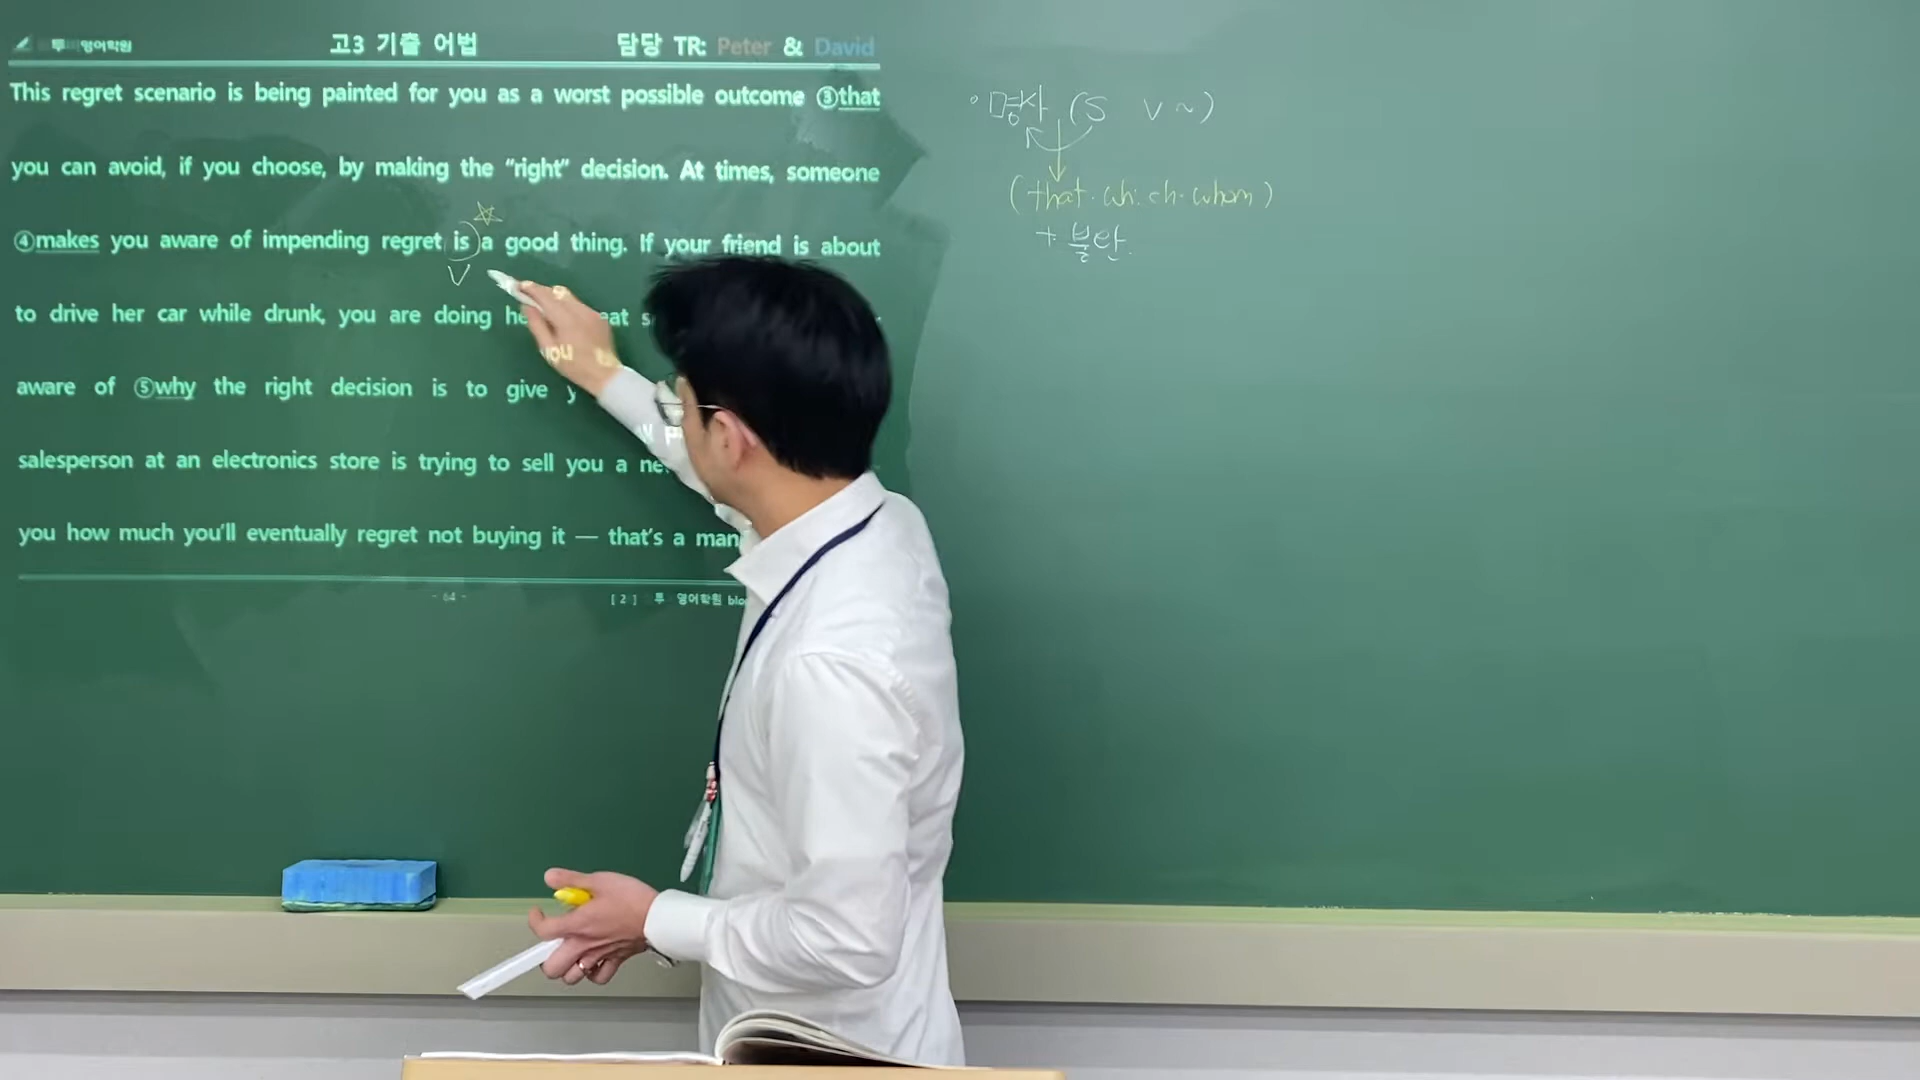 투 영어학원 고3 기출 어법 담당 TR: Peter & David
This regret scenario is being painted for you as a worst possible outcome ③that
you can avoid, if you choose, by making the “right” decision. At times, someone
④makes you aware of impending regret is a good thing. If your friend is about
V
to drive her car while drunk, you are doing
you
aware of ⑤why the right decision is to give
salesperson at an electronics store is trying to sell you a
you how much you’ll eventually regret not buying it — that’s a
- 64 - [ 2 ] 투 영어학원
명사 (S V ~)
(that · which · whom)
+ 불완.